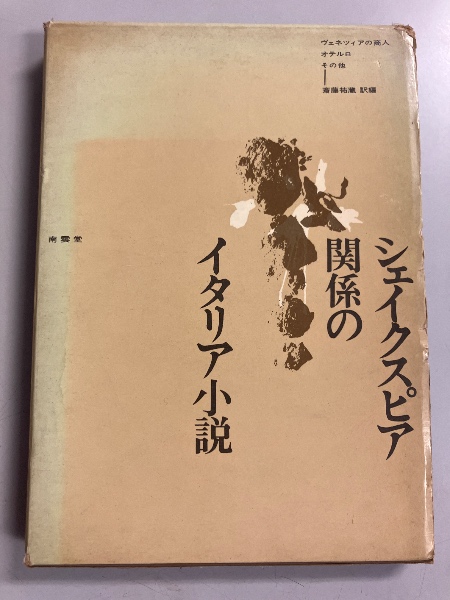 ヴェネツィアの商人
オテルロ
その他
斎藤祐蔵 訳編
シェイクスピア
関係の
イタリア小説
南雲堂